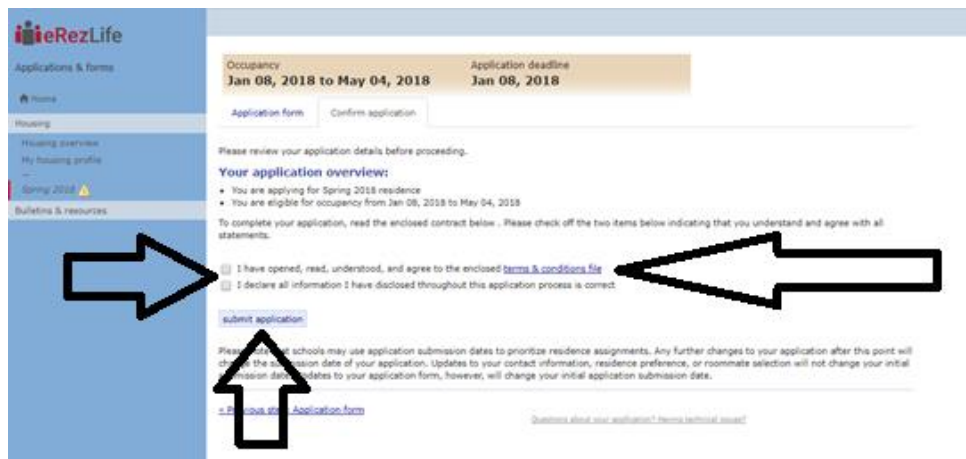 eRezLife
Applications & forms
Home
Housing
Housing overview
My housing profile
--
Spring 2018
Bulletins & resources
Occupancy
Jan 08, 2018 to May 04, 2018
Application deadline
Jan 08, 2018
Application form
Confirm application
Please review your application details before proceeding.
Your application overview:
• You are applying for Spring 2018 residence
• You are eligible for occupancy from Jan 08, 2018 to May 04, 2018
To complete your application, read the enclosed contract below . Please check off the two items below indicating that you understand and agree with all
statements.
I have opened, read, understood, and agree to the enclosed terms & conditions file
I declare all information I have disclosed throughout this application process is correct
submit application
Please note that schools may use application submission dates to prioritize residence assignments. Any further changes to your application after this point will
change the submission date of your application. Updates to your contact information, residence preference, or roommate selection will not change your initial
submission date. Updates to your application form, however, will change your initial application submission date.
< Previous step: Application form
Questions about your application? Having technical issues?